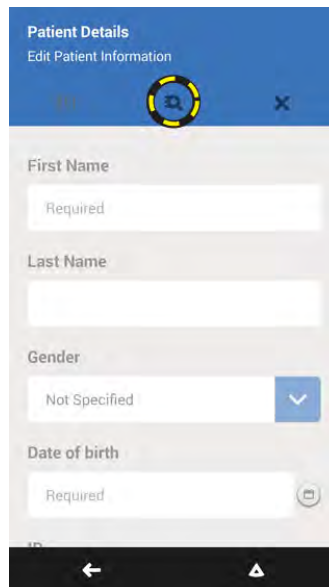 Patient Details
Edit Patient Information
First Name
Required
Last Name
Gender
Not Specified
Date of birth
Required